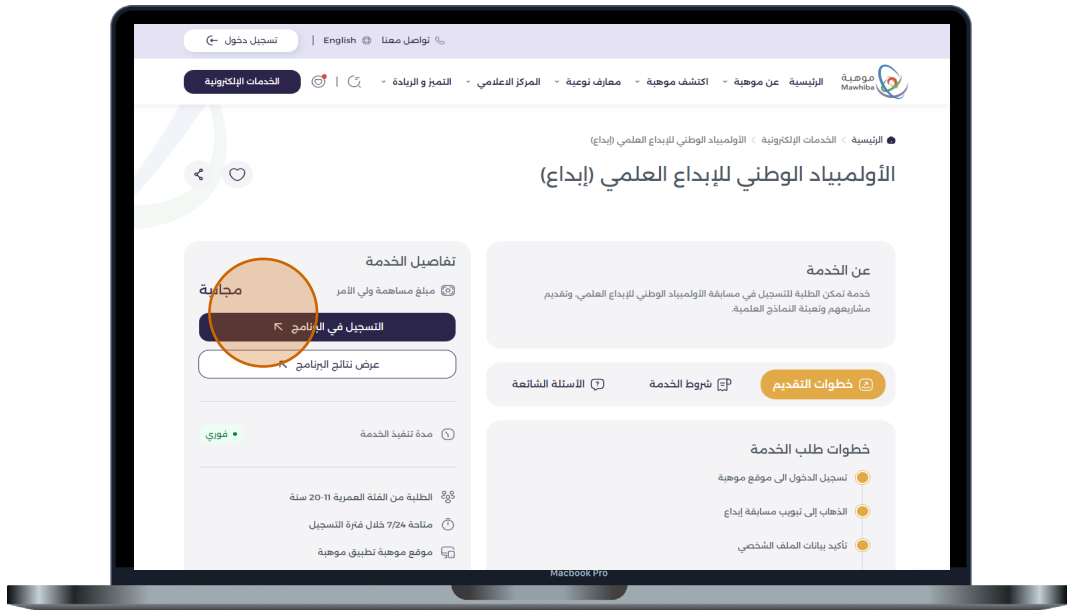 تواصل معنا
English
|
تسجيل دخول
موهبة
Mawhiba
الرئيسية
عن موهبة
اكتشف موهبة
معارف نوعية
المركز الاعلامي
التميز و الريادة
الخدمات الإلكترونية
الرئيسية > الخدمات الإلكترونية > الأولمبياد الوطني للإبداع العلمي (إبداع)
الأولمبياد الوطني للإبداع العلمي (إبداع)
عن الخدمة
خدمة تمكن الطلبة للتسجيل في مسابقة الأولمبياد الوطني للإبداع العلمي، وتقديم
مشاريعهم وتعبئة النماذج العلمية.
خطوات التقديم
شروط الخدمة
الأسئلة الشائعة
خطوات طلب الخدمة
تسجيل الدخول الى موقع موهبة
الذهاب إلى تبويب مسابقة إبداع
تأكيد بيانات الملف الشخصي
تفاصيل الخدمة
مبلغ مساهمة ولي الأمر
مجانية
التسجيل في البرنامج
عرض نتائج البرنامج
مدة تنفيذ الخدمة
فوري
الطلبة من الفئة العمرية 11-20 سنة
متاحة 7/24 خلال فترة التسجيل
موقع موهبة تطبيق موهبة
Macbook Pro